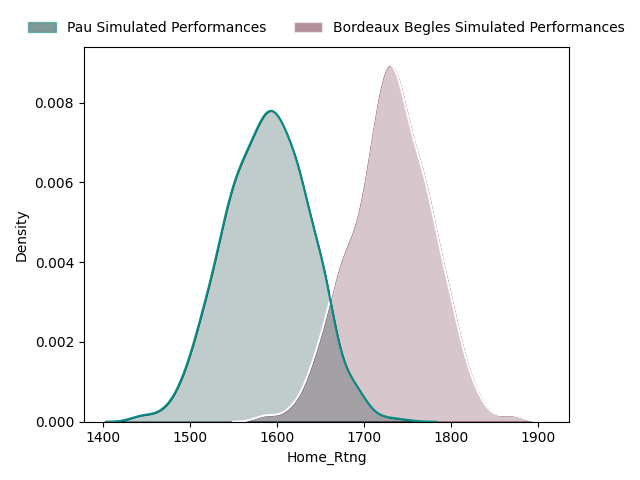 Pau Simulated Performances
Bordeaux Begles Simulated Performances
0.008
0.006
0.004
0.002
0.000
Density
1400 1500 1600 1700 1800 1900
Home_Rtng